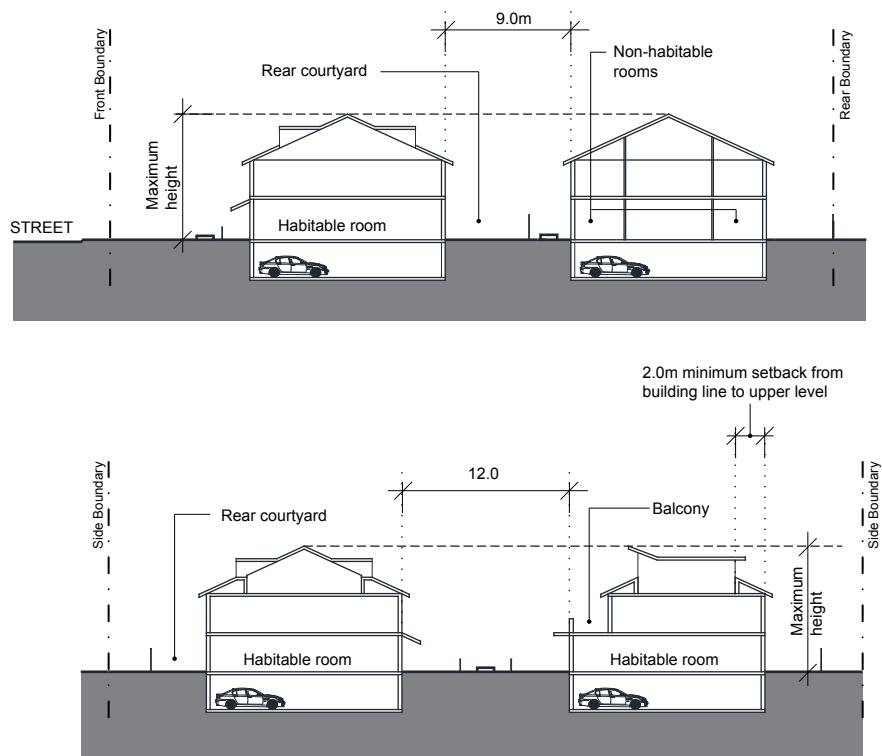 9.0m
Front Boundary
Rear courtyard
Non-habitable
rooms
Rear Boundary
Maximum
height
STREET
Habitable room
2.0m minimum setback from
building line to upper level
Side Boundary
12.0
Side Boundary
Rear courtyard
Balcony
Maximum
height
Habitable room
Habitable room